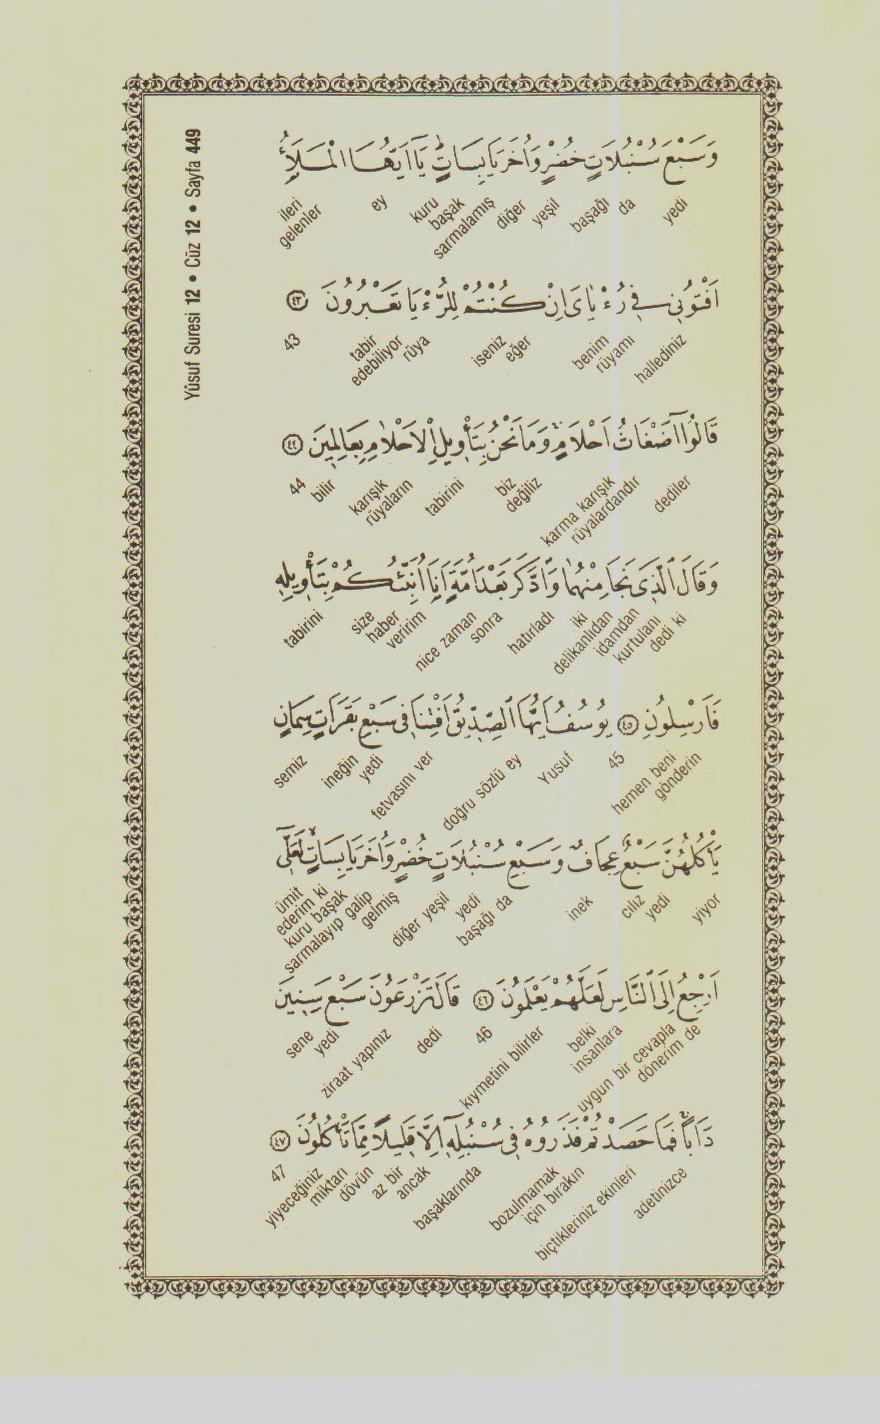 Yûsuf Suresi 12 • Cüz 12 • Sayfa 449
وَسَبْعَ سُنْبُلَاتٍ خُضْرٍ وَاُخَرَ يَابِسَاتٍۜ يَٓا اَيُّهَا الْمَلَأُ
yedi
da
başağı
yeşil
diğer
kuru başak sarmalamış
ey
ileri gelenler
اَفْتُون۪ي ف۪ي رُءْيَايَ اِنْ كُنْتُمْ لِلرُّءْيَا تَعْبُرُونَ ﴿٤٣﴾
hallediniz
benim rüyamı
eğer
iseniz
rüya
tabir edebiliyor
43
قَالُٓوا اَضْغَاثُ اَحْلَامٍۚ وَمَا نَحْنُ بِتَأْو۪يلِ الْاَحْلَامِ بِعَالِم۪ينَ ﴿٤٤﴾
dediler
karma karışık rüyalardandır
biz değiliz
tabirini
karışık rüyaların
bilir
44
وَقَالَ الَّذ۪ي نَجَا مِنْهُمَا وَادَّكَرَ بَعْدَ اُمَّةٍ اَنَا۬ اُنَبِّئُكُمْ بِتَأْو۪يلِه۪
dedi ki
kurtulanı
idamdan
iki delikanlıdan
hatırladı
sonra
nice zaman
size haber veririm
tabirini
فَاَرْسِلُونِ ﴿٤٥﴾ يُوسُفُ اَيُّهَا الصِّدّ۪يقُ اَفْتِنَا ف۪ي سَبْعِ بَقَرَاتٍ سِمَانٍ
hemen beni gönderin
45
Yusuf
doğru sözlü ey
fetvasını ver
yedi
ineğin
semiz
يَأْكُلُهُنَّ سَبْعٌ عِجَافٌ وَسَبْعِ سُنْبُلَاتٍ خُضْرٍ وَاُخَرَ يَابِسَاتٍۙ لَعَلّ۪ٓي
yiyor
yedi
cılız
inek
yedi başağı da
diğer yeşil
kuru başak sarmalayıp galip gelmiş
ümit ederim ki
اَرْجِعُ اِلَى النَّاسِ لَعَلَّهُمْ يَعْلَمُونَ ﴿٤٦﴾ قَالَ تَزْرَعُونَ سَبْعَ سِن۪ينَ
uygun bir cevapla dönerim de
insanlara
belki
kıymetini bilirler
46
dedi
ziraat yapınız
yedi
sene
دَاَباًۚ فَمَا حَصَدْتُمْ فَذَرُوهُ ف۪ي سُنْبُلِه۪ٓ اِلَّا قَل۪يلاً مِمَّا تَأْكُلُونَ ﴿٤٧﴾
adetinizce
biçtikleriniz ekinleri
bozulmamak için bırakın
başaklarında
ancak
az bir
dövün
yiyeceğiniz miktarı
47